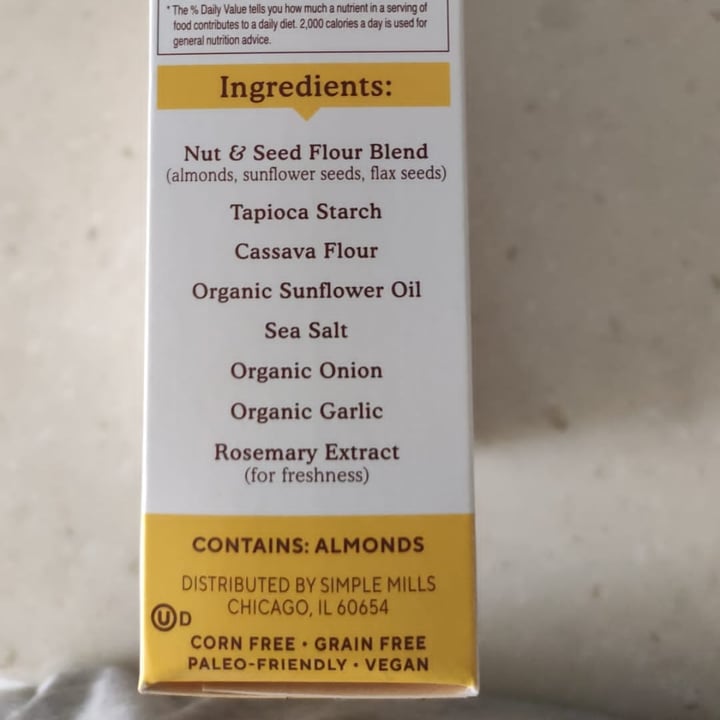 * The % Daily Value tells you how much a nutrient in a serving of
food contributes to a daily diet. 2,000 calories a day is used for
general nutrition advice.
Ingredients:
Nut & Seed Flour Blend
(almonds, sunflower seeds, flax seeds)
Tapioca Starch
Cassava Flour
Organic Sunflower Oil
Sea Salt
Organic Onion
Organic Garlic
Rosemary Extract
(for freshness)
CONTAINS: ALMONDS
DISTRIBUTED BY SIMPLE MILLS
CHICAGO, IL 60654
U D
CORN FREE • GRAIN FREE
PALEO-FRIENDLY • VEGAN